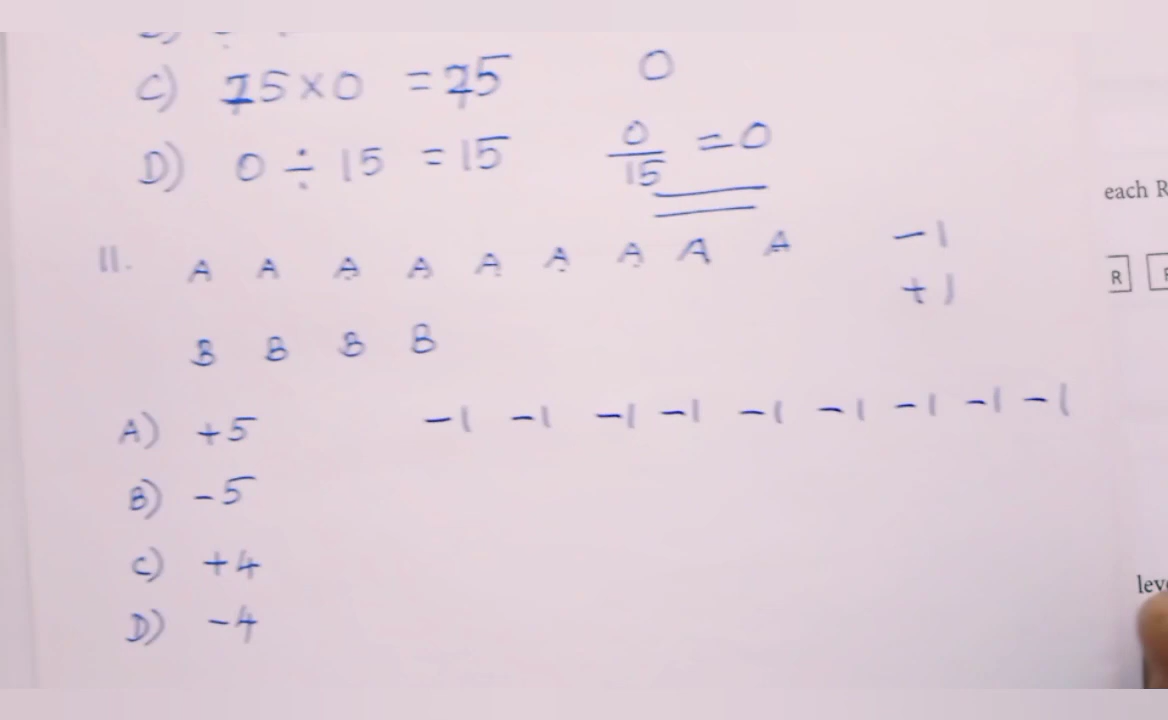 C) 75×0 = 75 0
D) 0 ÷ 15 = 15 0/15 = 0
each R
11. A A A A A A A A A -1
R
+1
B B B B
A) +5 -1 -1 -1 -1 -1 -1 -1 -1 -1
B) -5
C) +4
lev
D) -4